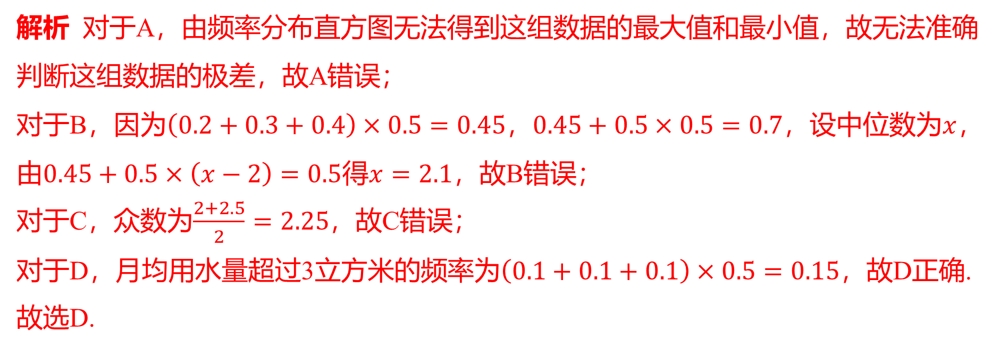 解析 对于A，由频率分布直方图无法得到这组数据的最大值和最小值，故无法准确
判断这组数据的极差，故A错误；
对于B，因为(0.2 + 0.3 + 0.4) × 0.5 = 0.45，0.45 + 0.5 × 0.5 = 0.7，设中位数为x，
由0.45 + 0.5 × (x − 2) = 0.5得x = 2.1，故B错误；
对于C，众数为\frac{2+2.5}{2} = 2.25，故C错误；
对于D，月均用水量超过3立方米的频率为(0.1 + 0.1 + 0.1) × 0.5 = 0.15，故D正确.
故选D.